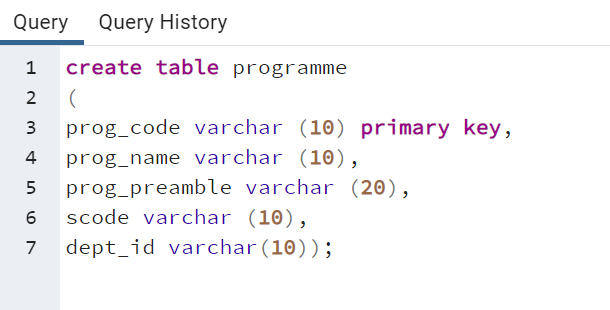 Query Query History
1 create table programme
2 (
3 prog_code varchar (10) primary key,
4 prog_name varchar (10),
5 prog_preamble varchar (20),
6 scode varchar (10),
7 dept_id varchar(10));